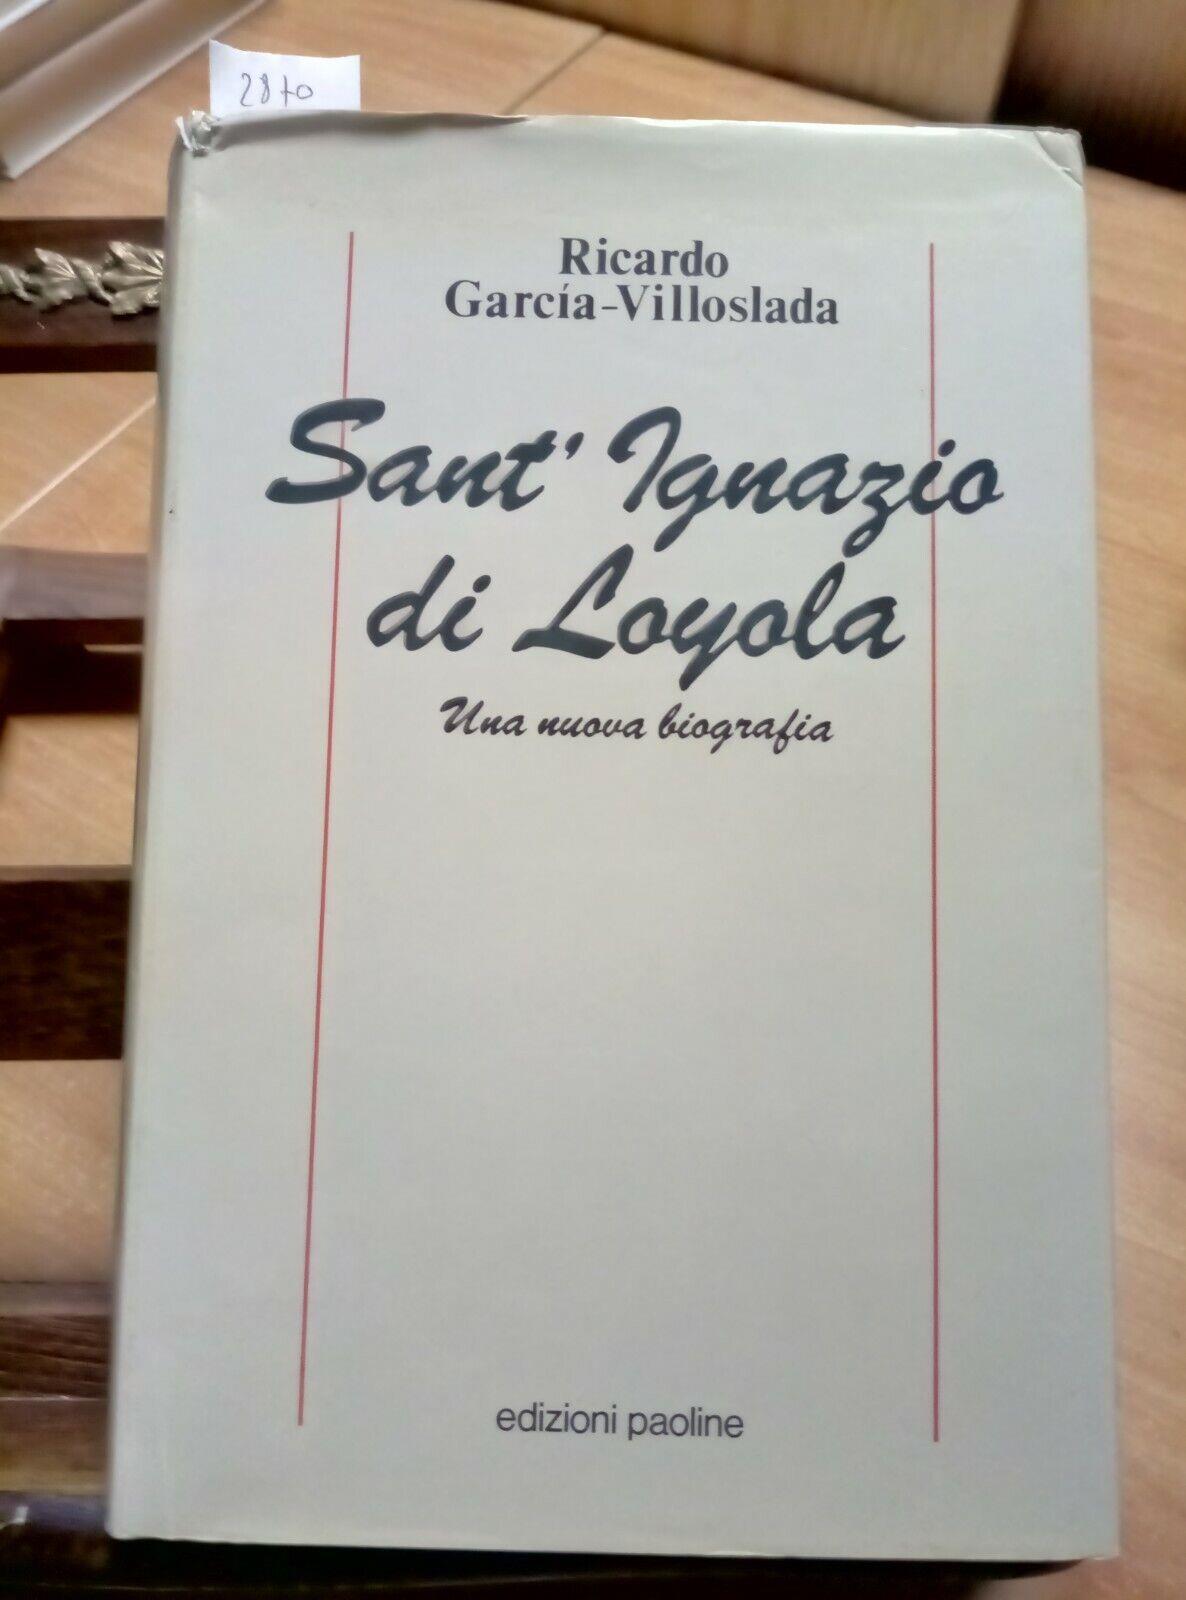 2870
Ricardo
García-Villoslada
Sant' Ignazio
di Loyola
Una nuova biografia
edizioni paoline